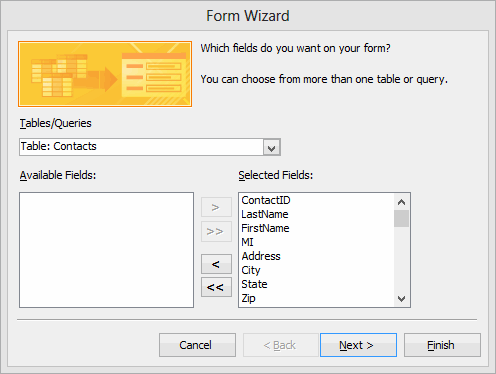 Form Wizard
Which fields do you want on your form?
You can choose from more than one table or query.
Tables/Queries
Table: Contacts
Available Fields:
Selected Fields:
>
>>
<
<<
ContactID
LastName
FirstName
MI
Address
City
State
Zip
Cancel
< Back
Next >
Finish